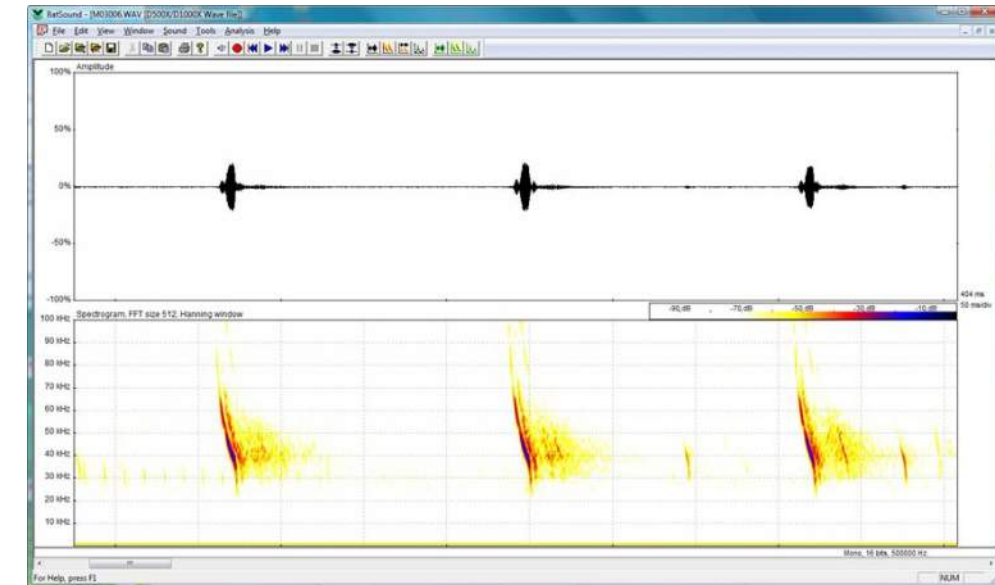 BatSound - [M03006.WAV [D500X/D1000X Wave file]]
File Edit View Window Sound Tools Analysis Help
Amplitude
100%
50%
0%
-50%
-100%
404 ms
50 ms/div
Spectrogram, FFT size 512, Hanning window
-90 dB -70 dB -50 dB -30 dB -10 dB
100 kHz
90 kHz
80 kHz
70 kHz
60 kHz
50 kHz
40 kHz
30 kHz
20 kHz
10 kHz
Mono, 16 bits, 500000 Hz
For Help, press F1
NUM